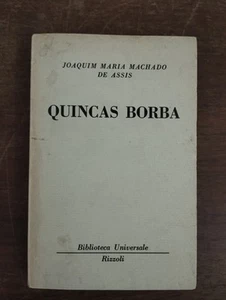 JOAQUIM MARIA MACHADO
DE ASSIS
QUINCAS BORBA
Biblioteca Universale
Rizzoli